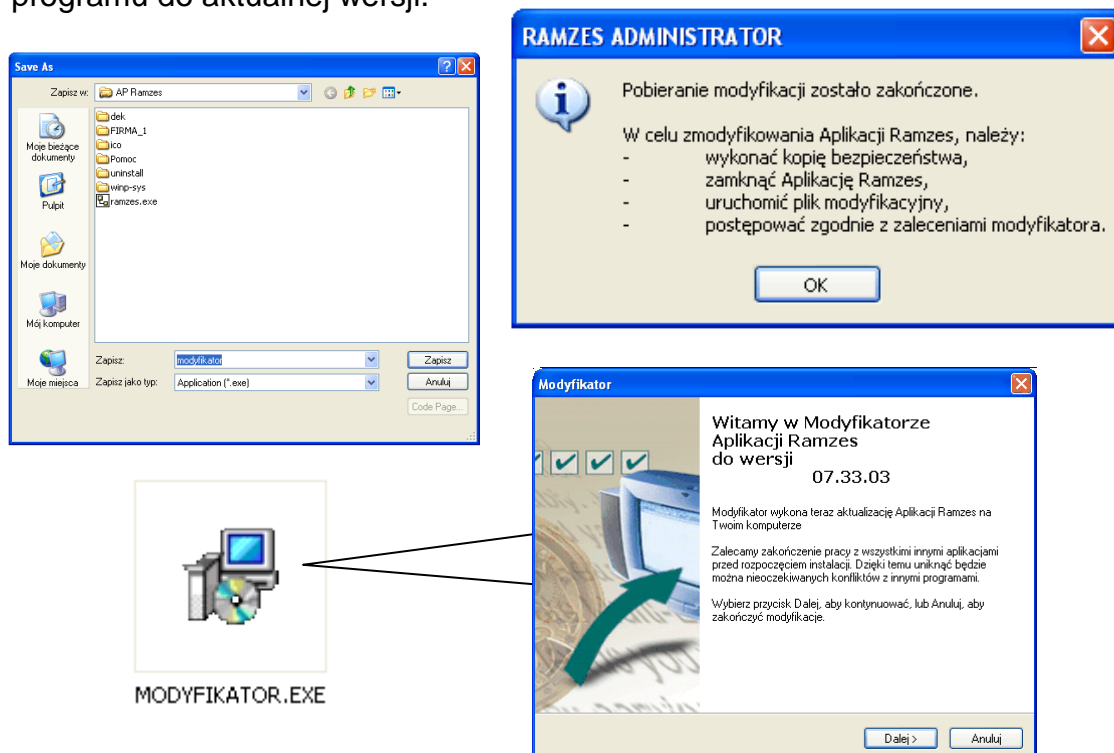 programu do aktualnej wersji.
Save As
Zapisz w:
AP Ramzes
Moje bieżące
dokumenty
Pulpit
Moje dokumenty
Mój komputer
Moje miejsca
dek
FIRMA_1
ico
Pomoc
uninstall
winp-sys
ramzes.exe
Zapisz:
modyfikator
Zapisz
Zapisz jako typ:
Application (*.exe)
Anuluj
Code Page...
RAMZES ADMINISTRATOR
Pobieranie modyfikacji zostało zakończone.
W celu zmodyfikowania Aplikacji Ramzes, należy:
- wykonać kopię bezpieczeństwa,
- zamknąć Aplikację Ramzes,
- uruchomić plik modyfikacyjny,
- postępować zgodnie z zaleceniami modyfikatora.
OK
MODYFIKATOR.EXE
Modyfikator
Witamy w Modyfikatorze
Aplikacji Ramzes
do wersji
07.33.03
Modyfikator wykona teraz aktualizację Aplikacji Ramzes na
Twoim komputerze
Zalecamy zakończenie pracy z wszystkimi innymi aplikacjami
przed rozpoczęciem instalacji. Dzięki temu uniknąć będzie
można nieoczekiwanych konfliktów z innymi programami.
Wybierz przycisk Dalej, aby kontynuować, lub Anuluj, aby
zakończyć modyfikacje.
Dalej >
Anuluj